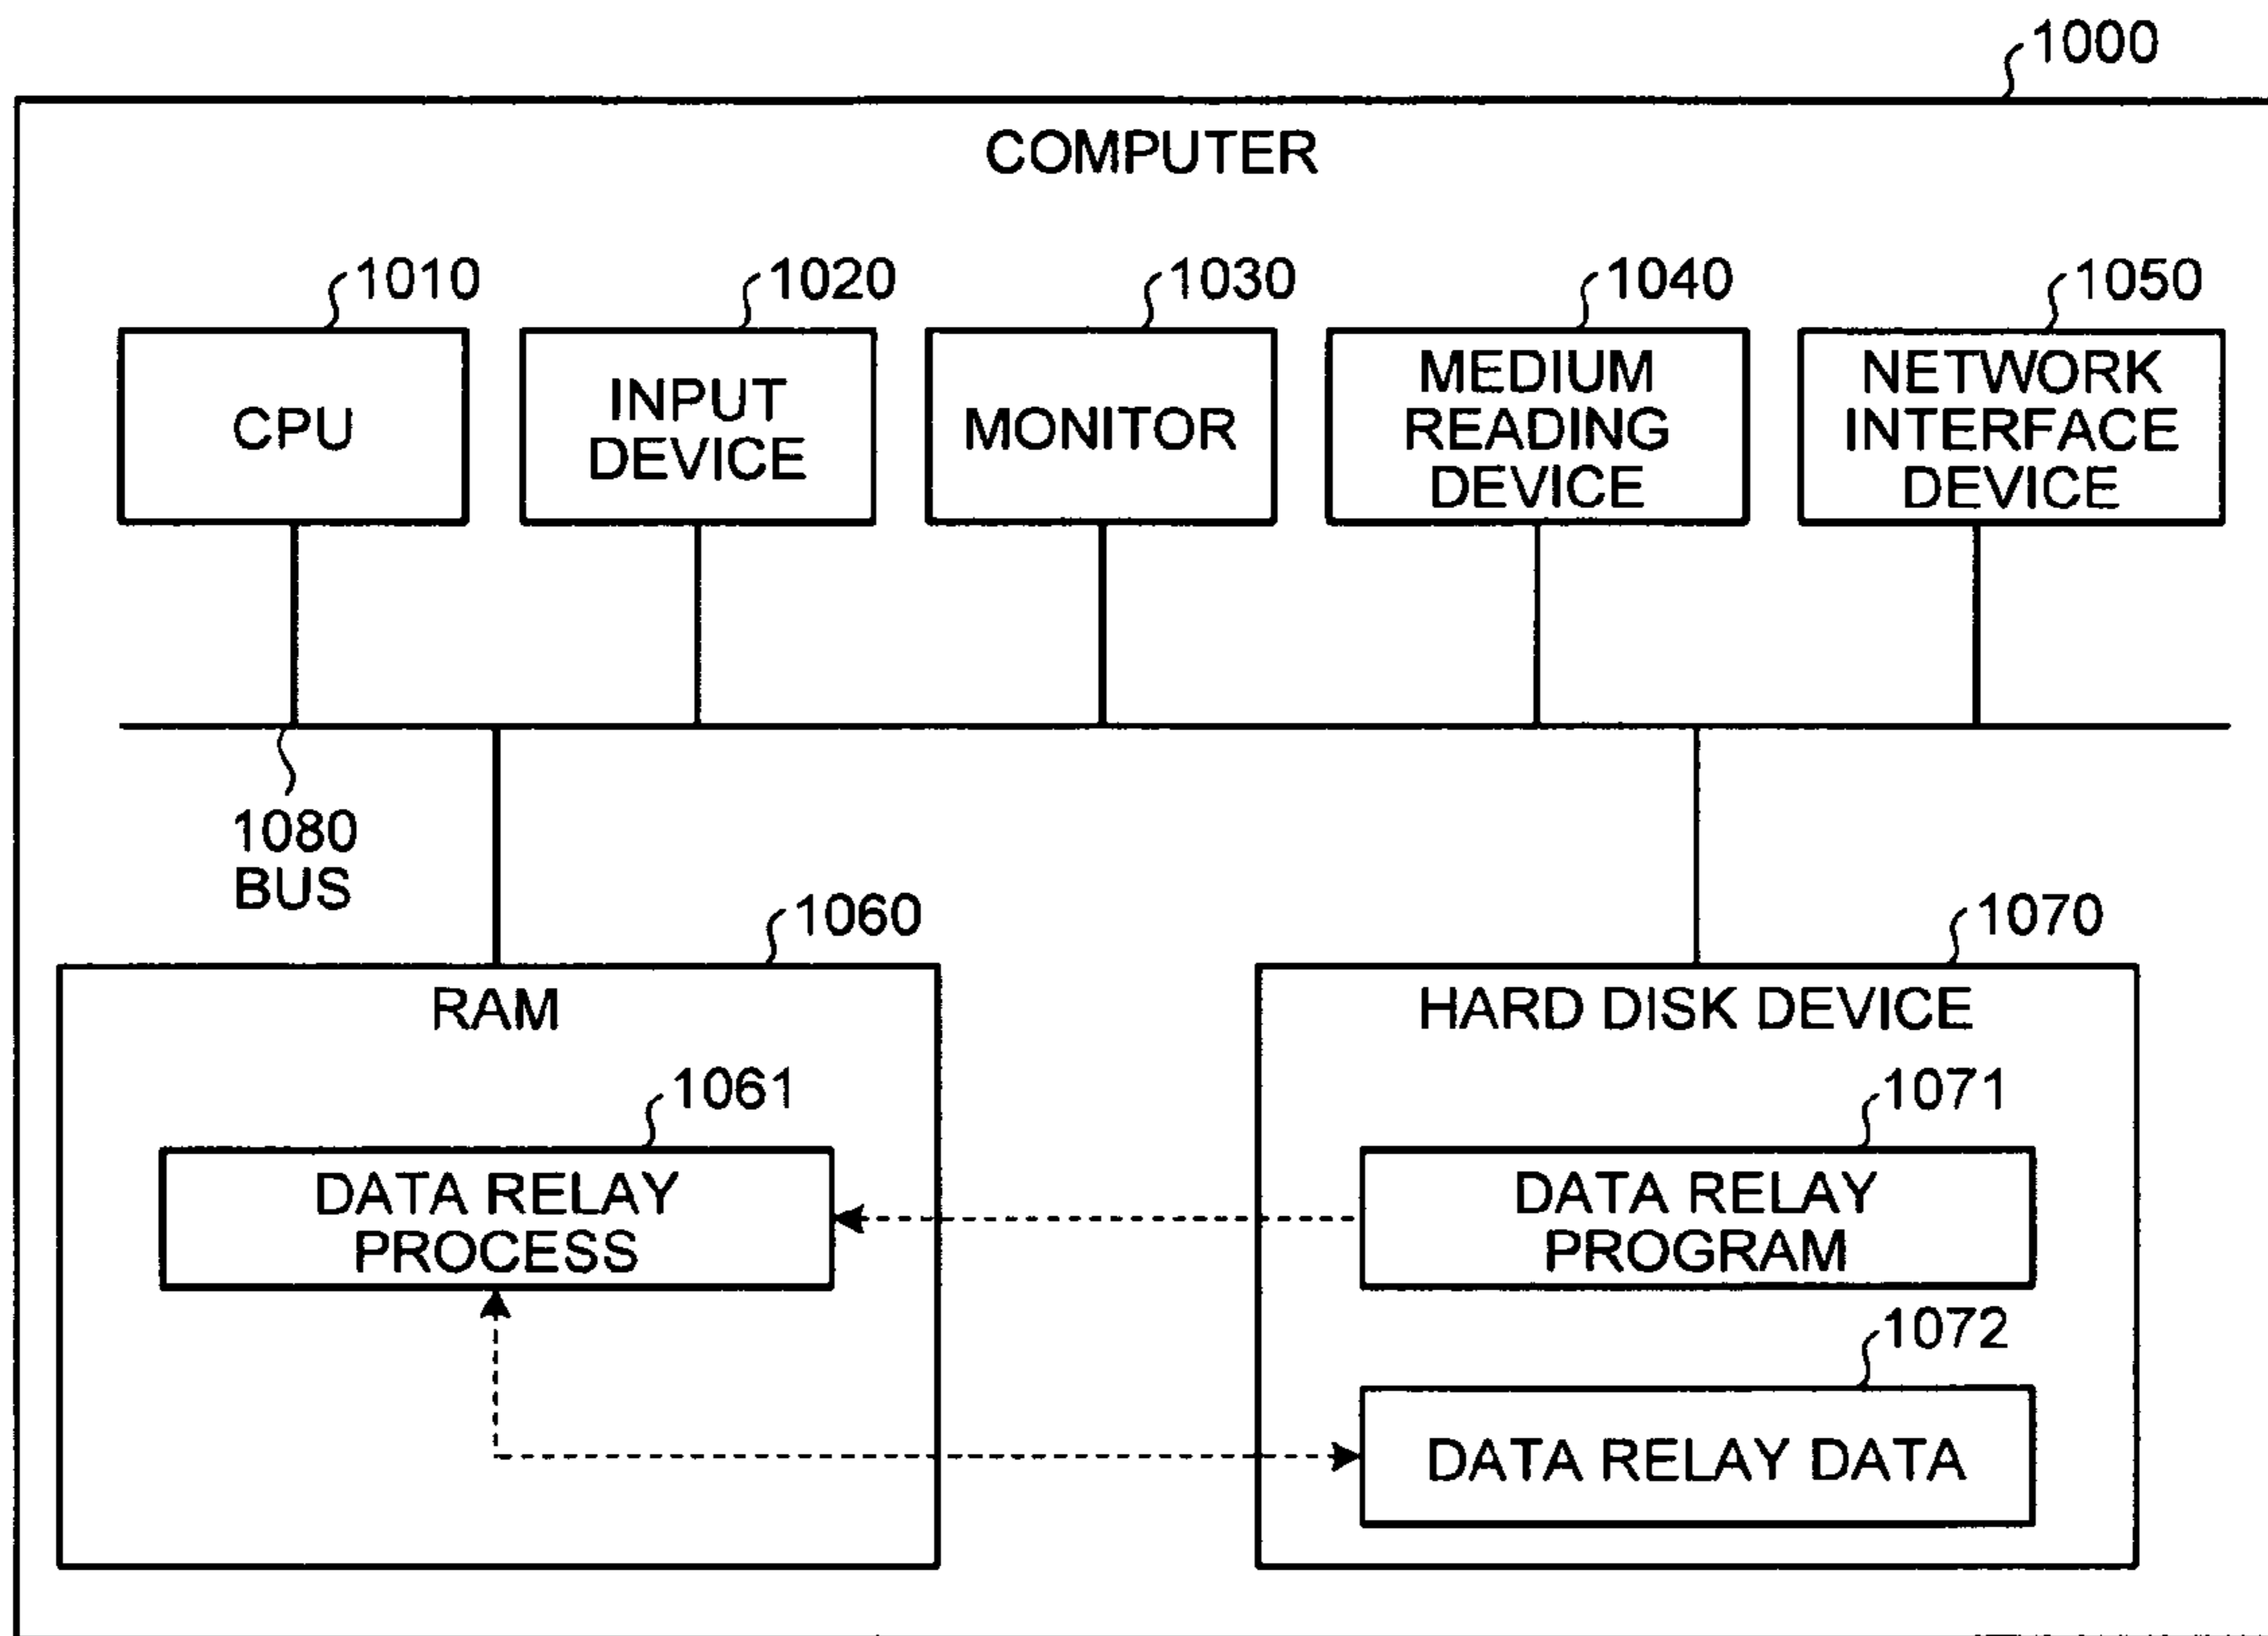 1000
COMPUTER
1010
1020
1030
1040
1050
CPU
INPUT
DEVICE
MONITOR
MEDIUM
READING
DEVICE
NETWORK
INTERFACE
DEVICE
1080
BUS
1060
1070
RAM
HARD DISK DEVICE
1061
1071
DATA RELAY
PROCESS
DATA RELAY
PROGRAM
1072
DATA RELAY DATA